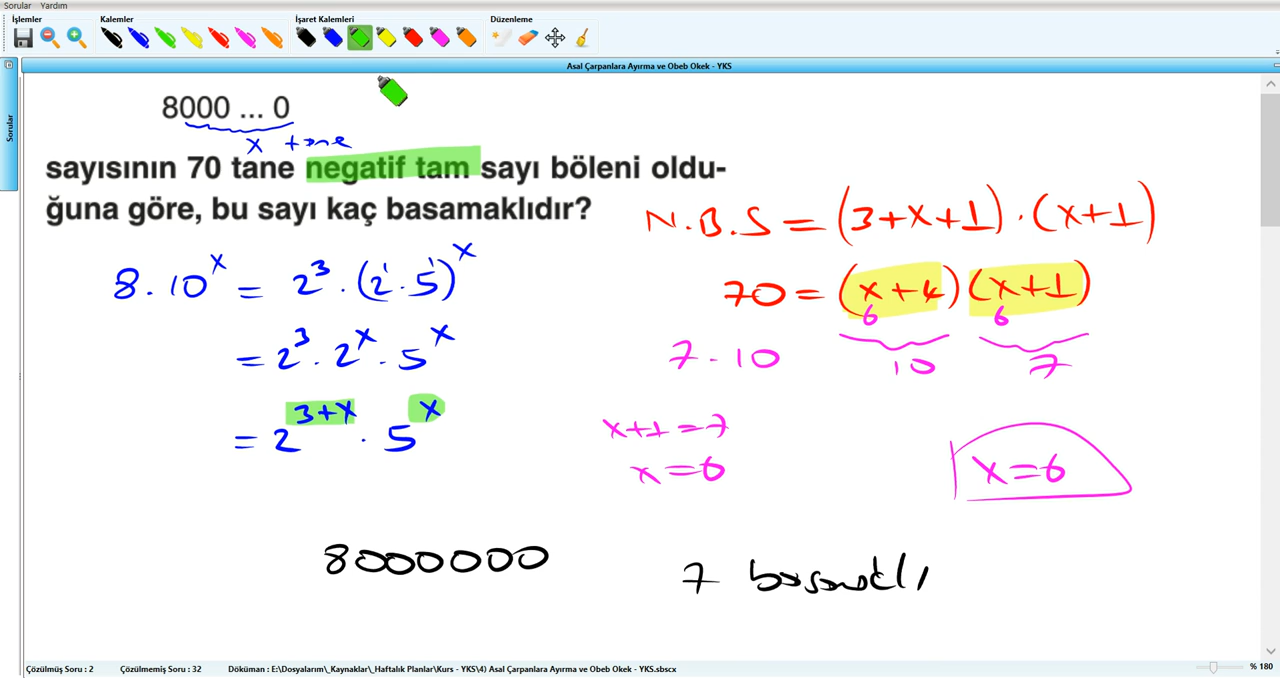 Sorular Yardım
İşlemler Kalemler İşaret Kalemleri Düzenleme
Asal Çarpanlara Ayırma ve Obeb Okek - YKS
Sorular
8000 ... 0
x tane
sayısının 70 tane negatif tam sayı böleni oldu-
ğuna göre, bu sayı kaç basamaklıdır?
8 . 10^x = 2^3 . (2^1 . 5^1)^x
= 2^3 . 2^x . 5^x
= 2^(3+x) . 5^x
N.B.S = (3+x+1) . (x+1)
70 = (x+4)(x+1)
6 6
7 . 10 10 7
x+1=7
x=6
x=6
8000000
7 basamaklı
Çözülmüş Soru : 2 Çözülmemiş Soru : 32 Döküman : E:\Dosyalarım\_Kaynaklar\_Haftalık Planlar\Kurs - YKS\4) Asal Çarpanlara Ayırma ve Obeb Okek - YKS.sbscx % 180